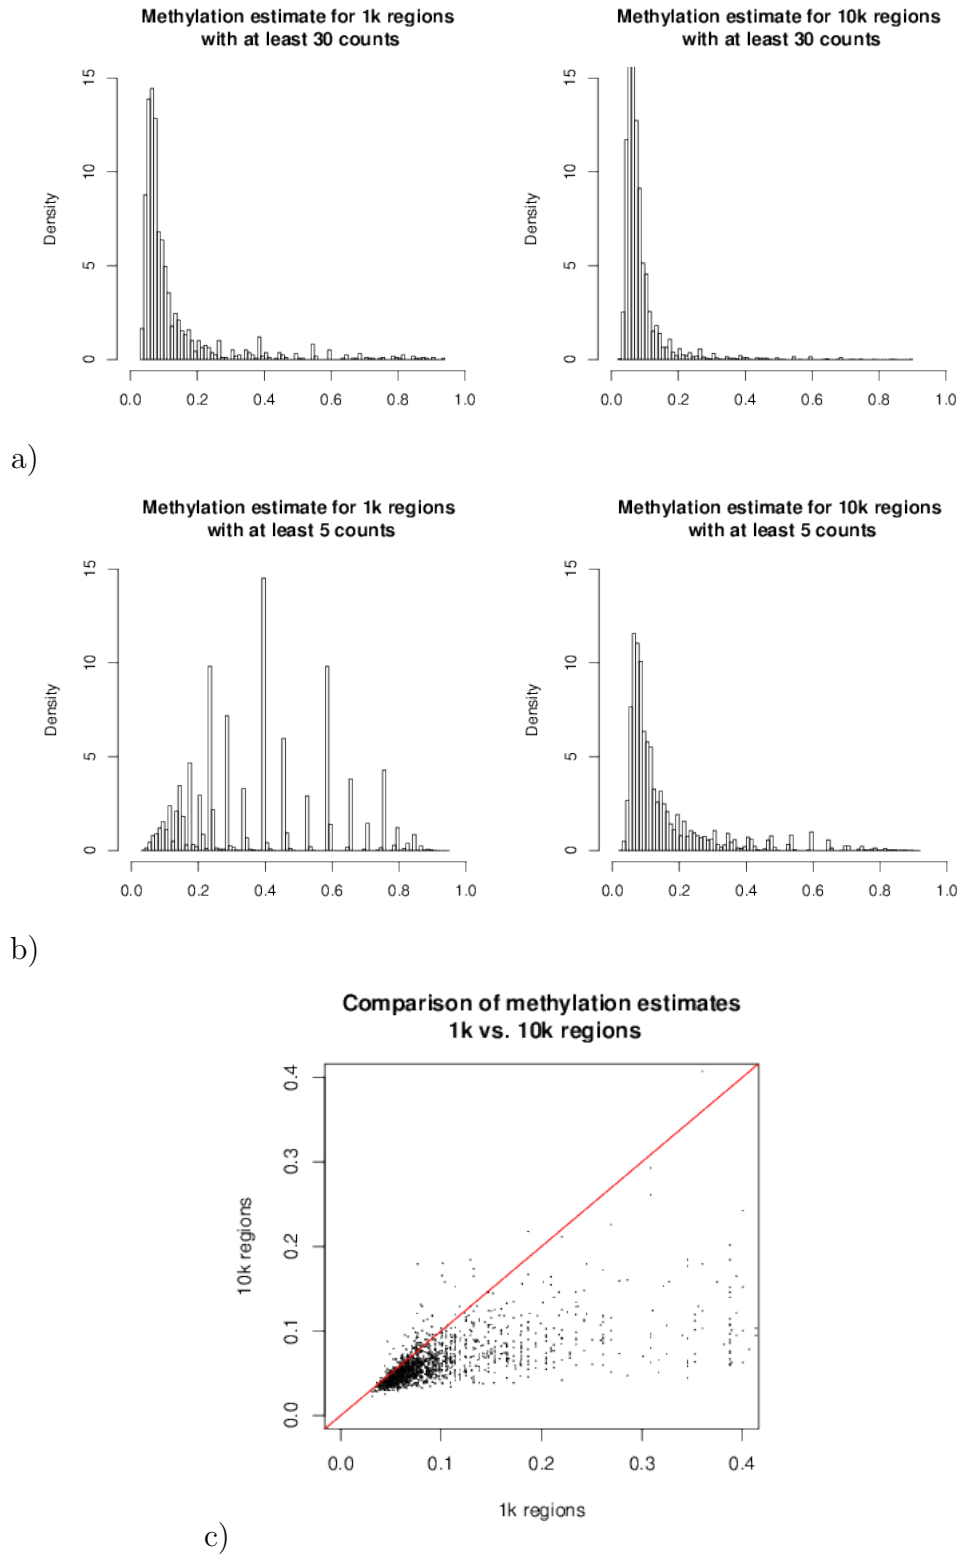 Methylation estimate for 1k regions
with at least 30 counts
Density
15
10
5
0
0.0 0.2 0.4 0.6 0.8 1.0
Methylation estimate for 10k regions
with at least 30 counts
Density
15
10
5
0
0.0 0.2 0.4 0.6 0.8 1.0
a)
Methylation estimate for 1k regions
with at least 5 counts
Density
15
10
5
0
0.0 0.2 0.4 0.6 0.8 1.0
Methylation estimate for 10k regions
with at least 5 counts
Density
15
10
5
0
0.0 0.2 0.4 0.6 0.8 1.0
b)
Comparison of methylation estimates
1k vs. 10k regions
10k regions
0.4
0.3
0.2
0.1
0.0
0.0 0.1 0.2 0.3 0.4
1k regions
c)